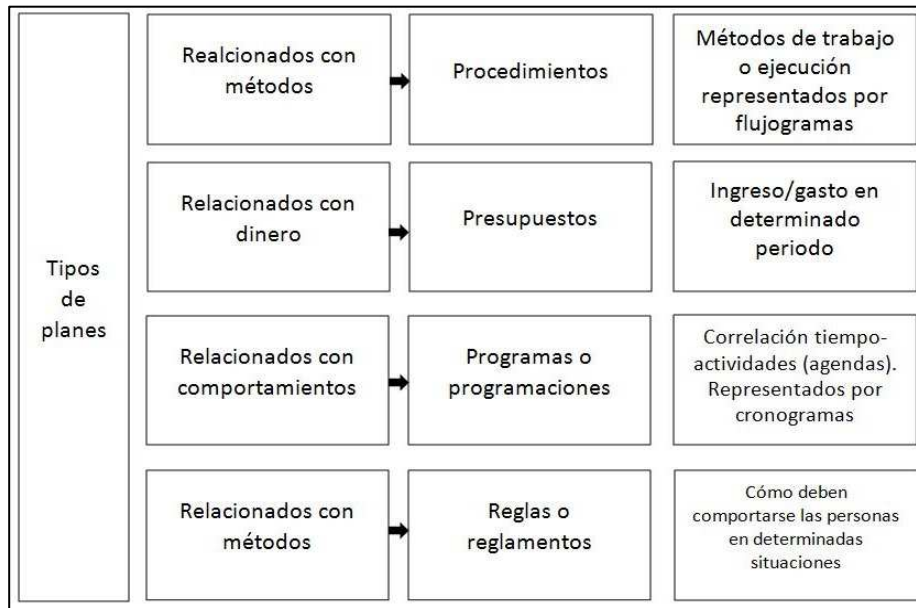 Tipos
de
planes
Realcionados con
métodos
Procedimientos
Métodos de trabajo
o ejecución
representados por
flujogramas
Relacionados con
dinero
Presupuestos
Ingreso/gasto en
determinado
periodo
Relacionados con
comportamientos
Programas o
programaciones
Correlación tiempo-
actividades (agendas).
Representados por
cronogramas
Relacionados con
métodos
Reglas o
reglamentos
Cómo deben
comportarse las personas
en determinadas
situaciones